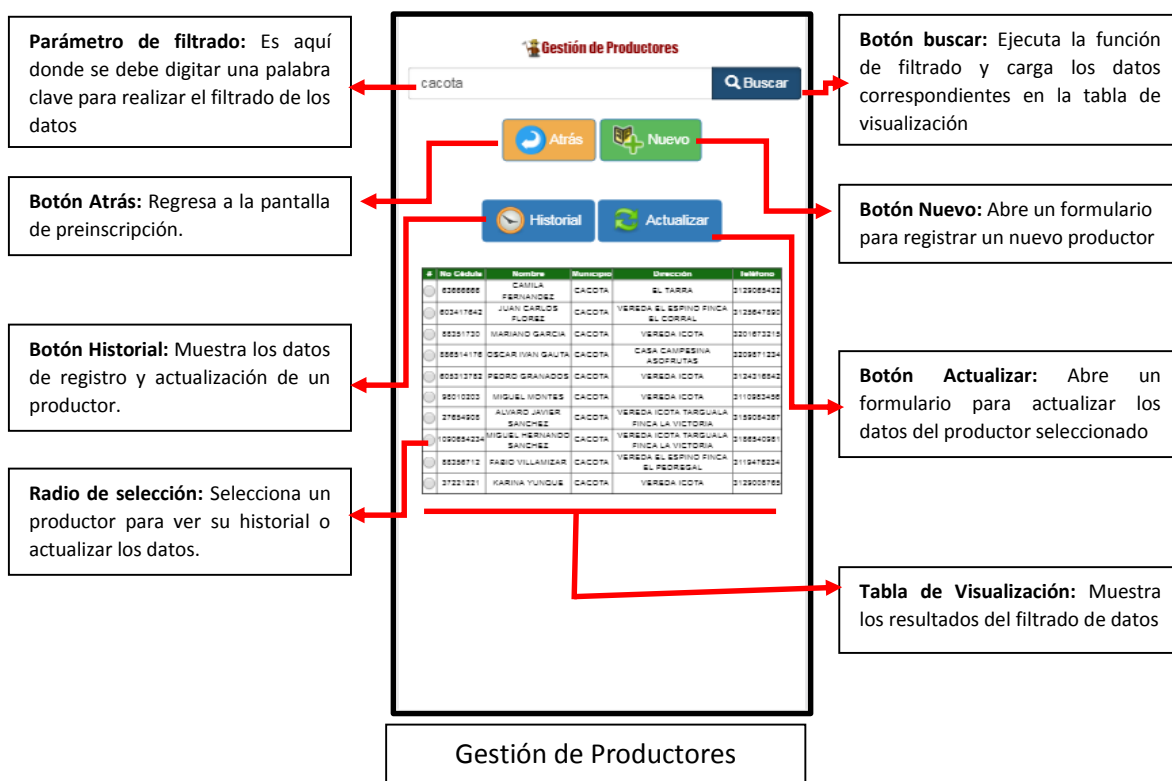 Parámetro de filtrado: Es aquí
donde se debe digitar una palabra
clave para realizar el filtrado de los
datos
Botón Atrás: Regresa a la pantalla
de preinscripción.
Botón Historial: Muestra los datos
de registro y actualización de un
productor.
Radio de selección: Selecciona un
productor para ver su historial o
actualizar los datos.
Gestión de Productores
cacota
Buscar
Atrás
Nuevo
Historial
Actualizar
# No Cédula Nombre Municipio Dirección Teléfono
CAMILA FERNANDEZ CACOTA EL TARRA
JUAN CARLOS FLOREZ CACOTA VEREDA EL ESPINO FINCA EL CORRAL
MARIANO GARCIA CACOTA VEREDA ICOTA
OSCAR IVAN GAUTA CACOTA CASA CAMPESINA ASOFRUTAS
PEDRO GRANADOS CACOTA VEREDA ICOTA
MIGUEL MONTES CACOTA VEREDA ICOTA
ALVARO JAVIER SANCHEZ CACOTA VEREDA ICOTA TARGUALA FINCA LA VICTORIA
MIGUEL HERNANDO SANCHEZ CACOTA VEREDA ICOTA TARGUALA FINCA LA VICTORIA
FABIO VILLAMIZAR CACOTA VEREDA EL ESPINO FINCA EL PEDREGAL
37221221 KARINA YUNQUE CACOTA VEREDA ICOTA
Botón buscar: Ejecuta la función
de filtrado y carga los datos
correspondientes en la tabla de
visualización
Botón Nuevo: Abre un formulario
para registrar un nuevo productor
Botón Actualizar: Abre un
formulario para actualizar los
datos del productor seleccionado
Tabla de Visualización: Muestra
los resultados del filtrado de datos
Gestión de Productores